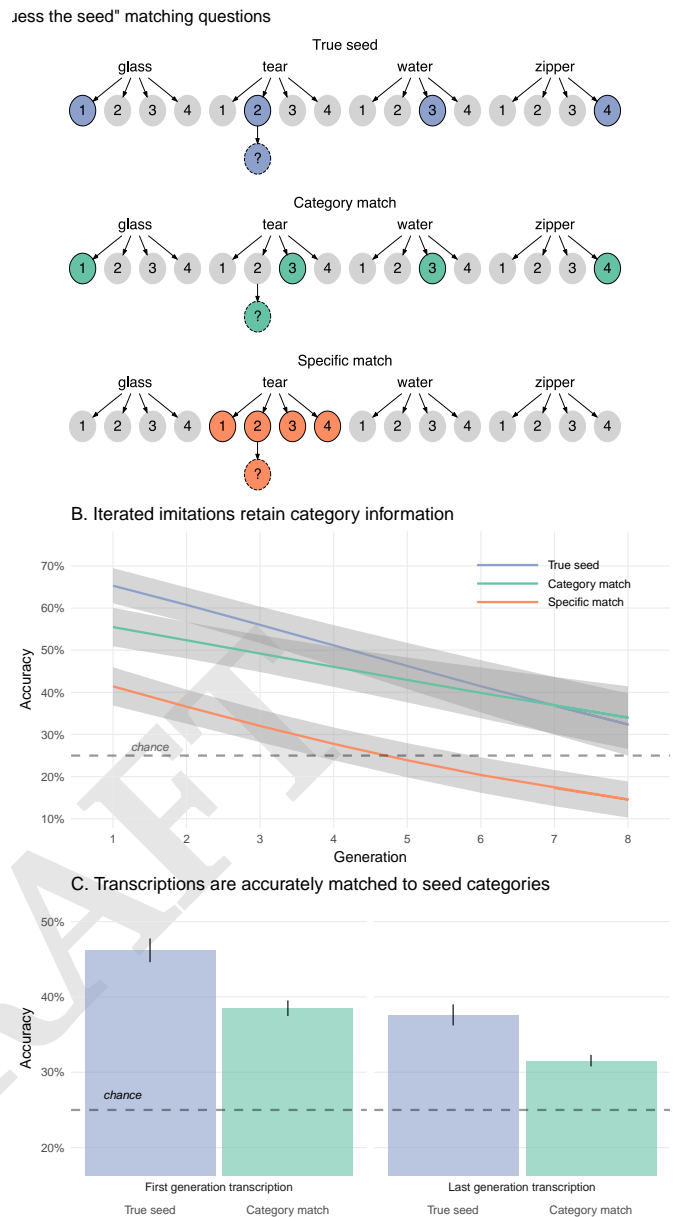 uess the seed" matching questions
True seed
glass tear water zipper
1 2 3 4 1 2 3 4 1 2 3 4 1 2 3 4
?
Category match
glass tear water zipper
1 2 3 4 1 2 3 4 1 2 3 4 1 2 3 4
?
Specific match
glass tear water zipper
1 2 3 4 1 2 3 4 1 2 3 4 1 2 3 4
?
B. Iterated imitations retain category information
Accuracy
70%
60%
50%
40%
30%
20%
10%
True seed
Category match
Specific match
chance
1 2 3 4 5 6 7 8
Generation
C. Transcriptions are accurately matched to seed categories
Accuracy
50%
40%
30%
20%
chance
First generation transcription Last generation transcription
True seed Category match True seed Category match